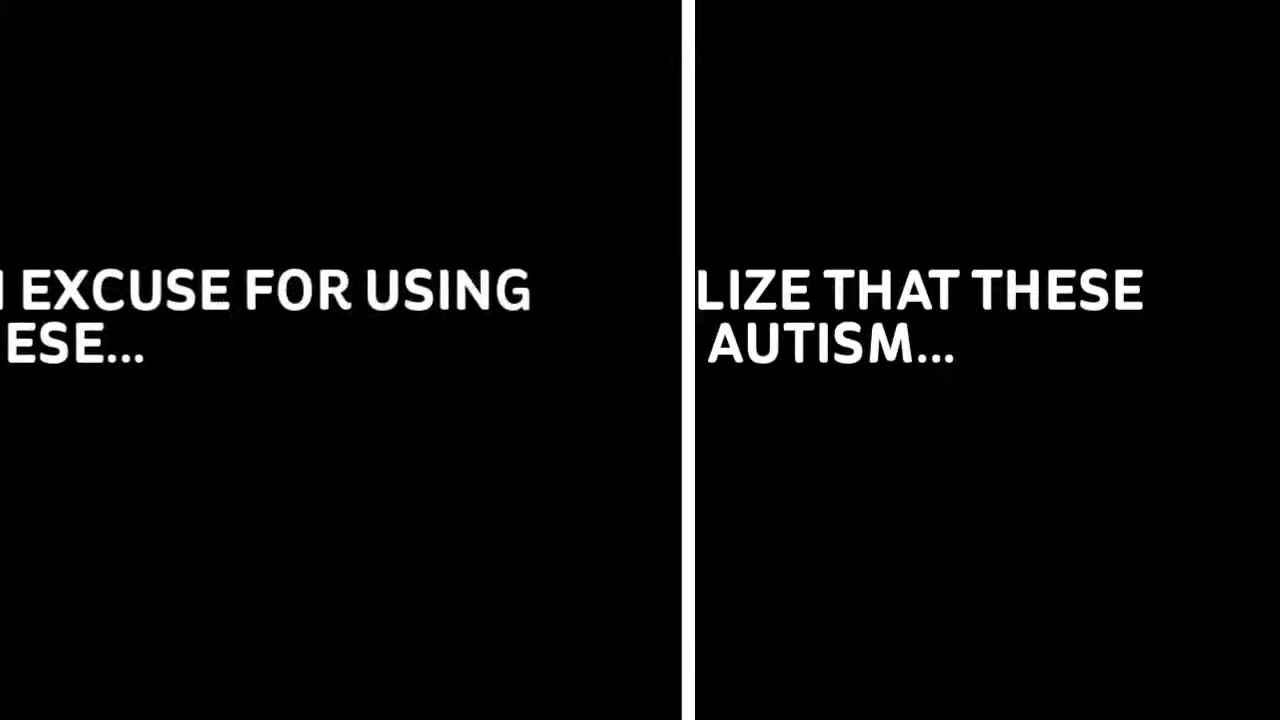 EXCUSE FOR USING
ESE...
LIZE THAT THESE
AUTISM...